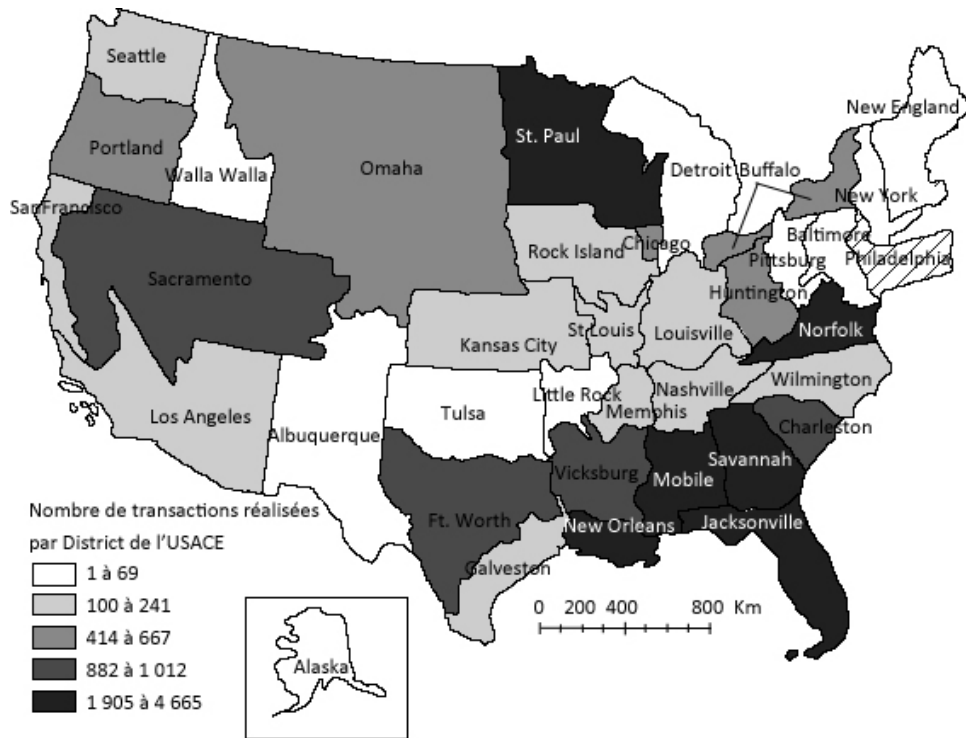 Seattle
New England
Portland
St. Paul
Omaha
Walla Walla
Detroit Buffalo
New York
SanFrancisco
Baltimore
Chicago
Rock Island
Pittsburg
Philadelphia
Sacramento
Huntington
St Louis
Louisville
Norfolk
Kansas City
Wilmington
Little Rock
Nashville
Los Angeles
Tulsa
Memphis
Albuquerque
Charleston
Savannah
Vicksburg
Mobile
Nombre de transactions réalisées
par District de l'USACE
Ft. Worth
New Orleans
Jacksonville
Galveston
1 à 69
100 à 241
414 à 667
882 à 1 012
1 905 à 4 665
0 200 400 800 Km
Alaska